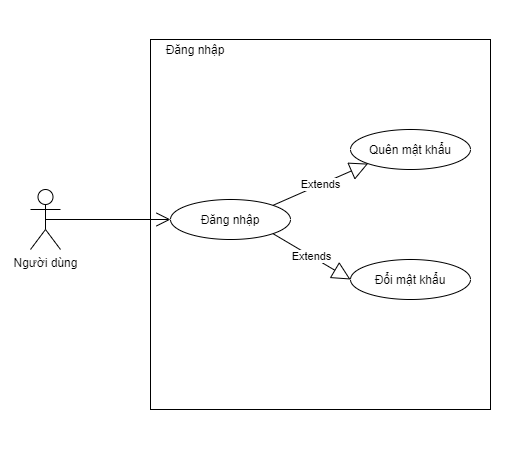 Đăng nhập
Quên mật khẩu
Extends
Đăng nhập
Extends
Người dùng
Đổi mật khẩu